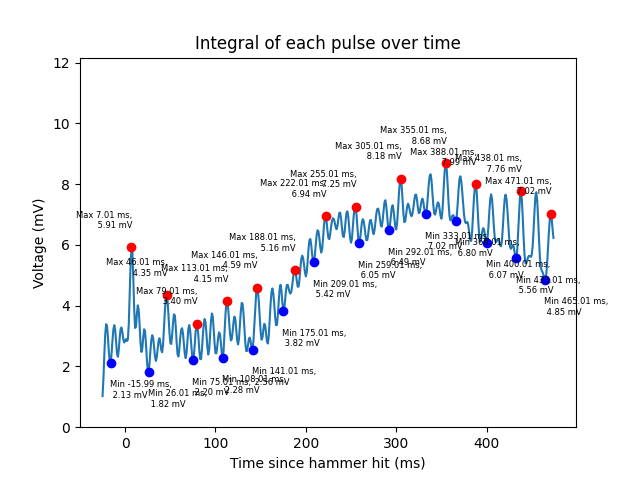 Integral of each pulse over time
Voltage (mV)
12
10
8
6
4
2
0
Max 7.01 ms,
5.91 mV
Max 46.01 ms,
4.35 mV
Max 79.01 ms,
3.40 mV
Max 113.01 ms,
4.15 mV
Max 146.01 ms,
4.59 mV
Max 188.01 ms,
5.16 mV
Max 222.01 ms,
6.94 mV
Max 255.01 ms,
7.25 mV
Max 305.01 ms,
8.18 mV
Max 355.01 ms,
8.68 mV
Max 388.01 ms,
7.99 mV
Max 438.01 ms,
7.76 mV
Max 471.01 ms,
7.02 mV
Min -15.99 ms,
2.13 mV
Min 26.01 ms,
1.82 mV
Min 75.01 ms,
2.20 mV
Min 108.01 ms,
2.28 mV
Min 141.01 ms,
2.56 mV
Min 175.01 ms,
3.82 mV
Min 209.01 ms,
5.42 mV
Min 259.01 ms,
6.05 mV
Min 292.01 ms,
6.49 mV
Min 333.01 ms,
7.02 mV
6.80 mV
Min 400.01 ms,
6.07 mV
5.56 mV
Min 465.01 ms,
4.85 mV
0
100
200
300
400
Time since hammer hit (ms)